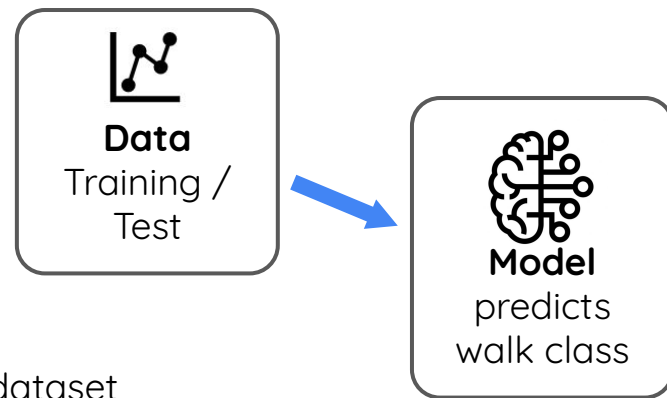 Data
Training /
Test
Model
predicts
walk class
dataset